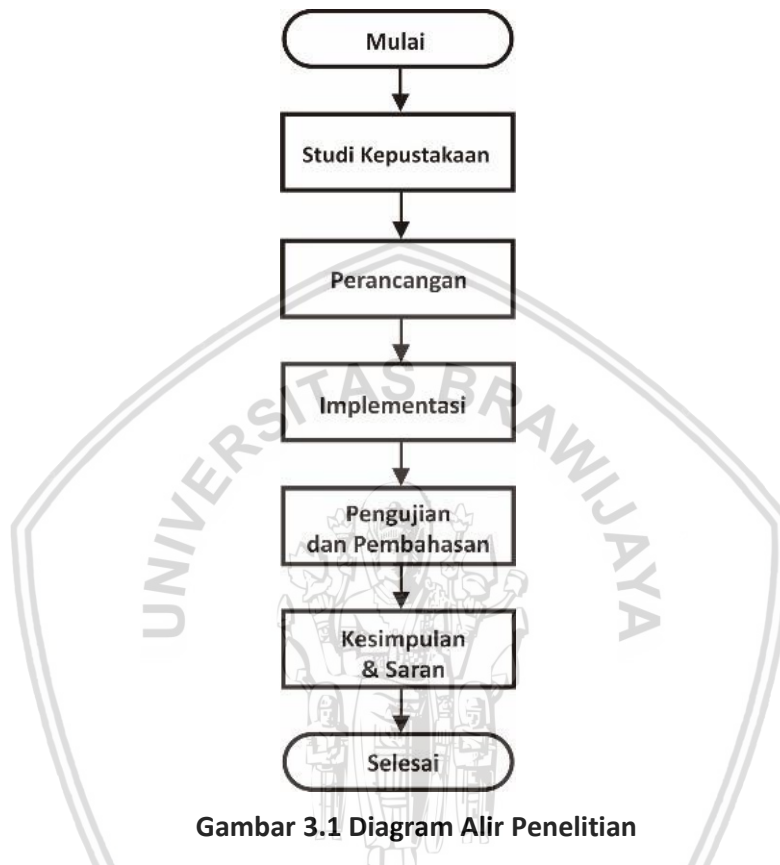 Mulai
Studi Kepustakaan
Perancangan
Implementasi
Pengujian
dan Pembahasan
Kesimpulan
& Saran
Selesai
Gambar 3.1 Diagram Alir Penelitian
UNIVERSITAS BRAWIJAYA